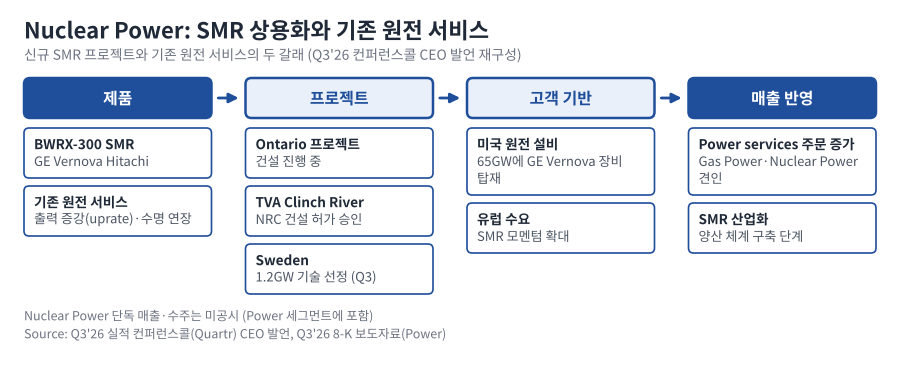 Nuclear Power: SMR 상용화와 기존 원전 서비스
신규 SMR 프로젝트와 기존 원전 서비스의 두 갈래 (Q3'26 컨퍼런스콜 CEO 발언 재구성)
제품
BWRX-300 SMR
GE Vernova Hitachi
기존 원전 서비스
출력 증강(uprate)·수명 연장
프로젝트
Ontario 프로젝트
건설 진행 중
TVA Clinch River
NRC 건설 허가 승인
Sweden
1.2GW 기술 선정 (Q3)
고객 기반
미국 원전 설비
65GW에 GE Vernova 장비
탑재
유럽 수요
SMR 모멘텀 확대
매출 반영
Power services 주문 증가
Gas Power·Nuclear Power
견인
SMR 산업화
양산 체계 구축 단계
Nuclear Power 단독 매출·수주는 미공시 (Power 세그먼트에 포함)
Source: Q3'26 실적 컨퍼런스콜(Quartr) CEO 발언, Q3'26 8-K 보도자료(Power)